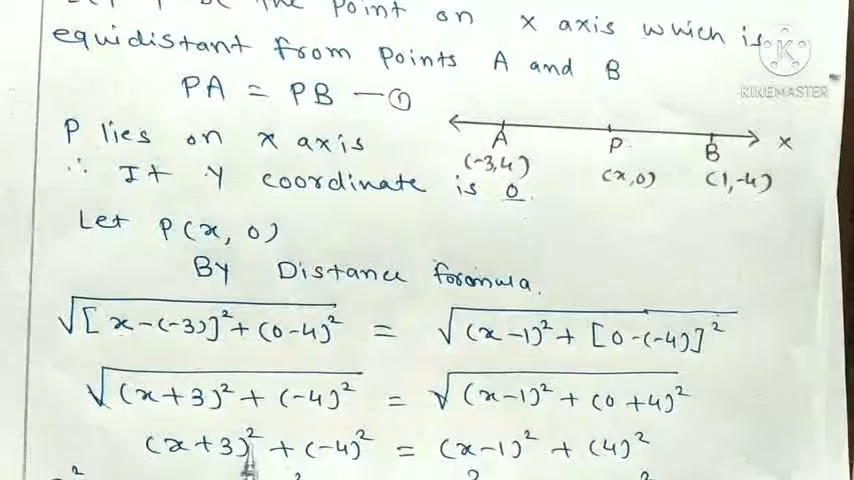 P be the point on x axis which is
equidistant from points A and B
PA = PB — ①
P lies on x axis
∴ It Y coordinate is 0.
A P B x
(-3,4) (x,0) (1,-4)
Let P(x, 0)
By Distance formula.
√[x-(-3)]²+(0-4)² = √(x-1)²+[0-(-4)]²
√(x+3)²+(-4)² = √(x-1)²+(0+4)²
(x+3)²+(-4)² = (x-1)²+(4)²
K
KINEMASTER